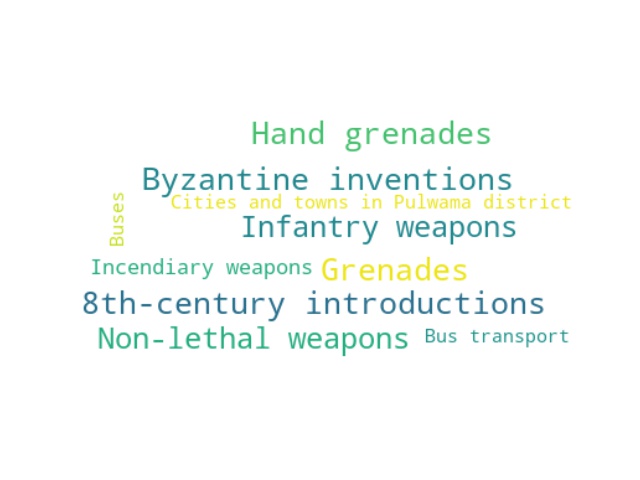 Hand grenades
Byzantine inventions
Cities and towns in Pulwama district
Buses
Infantry weapons
Incendiary weapons
Grenades
8th-century introductions
Non-lethal weapons
Bus transport